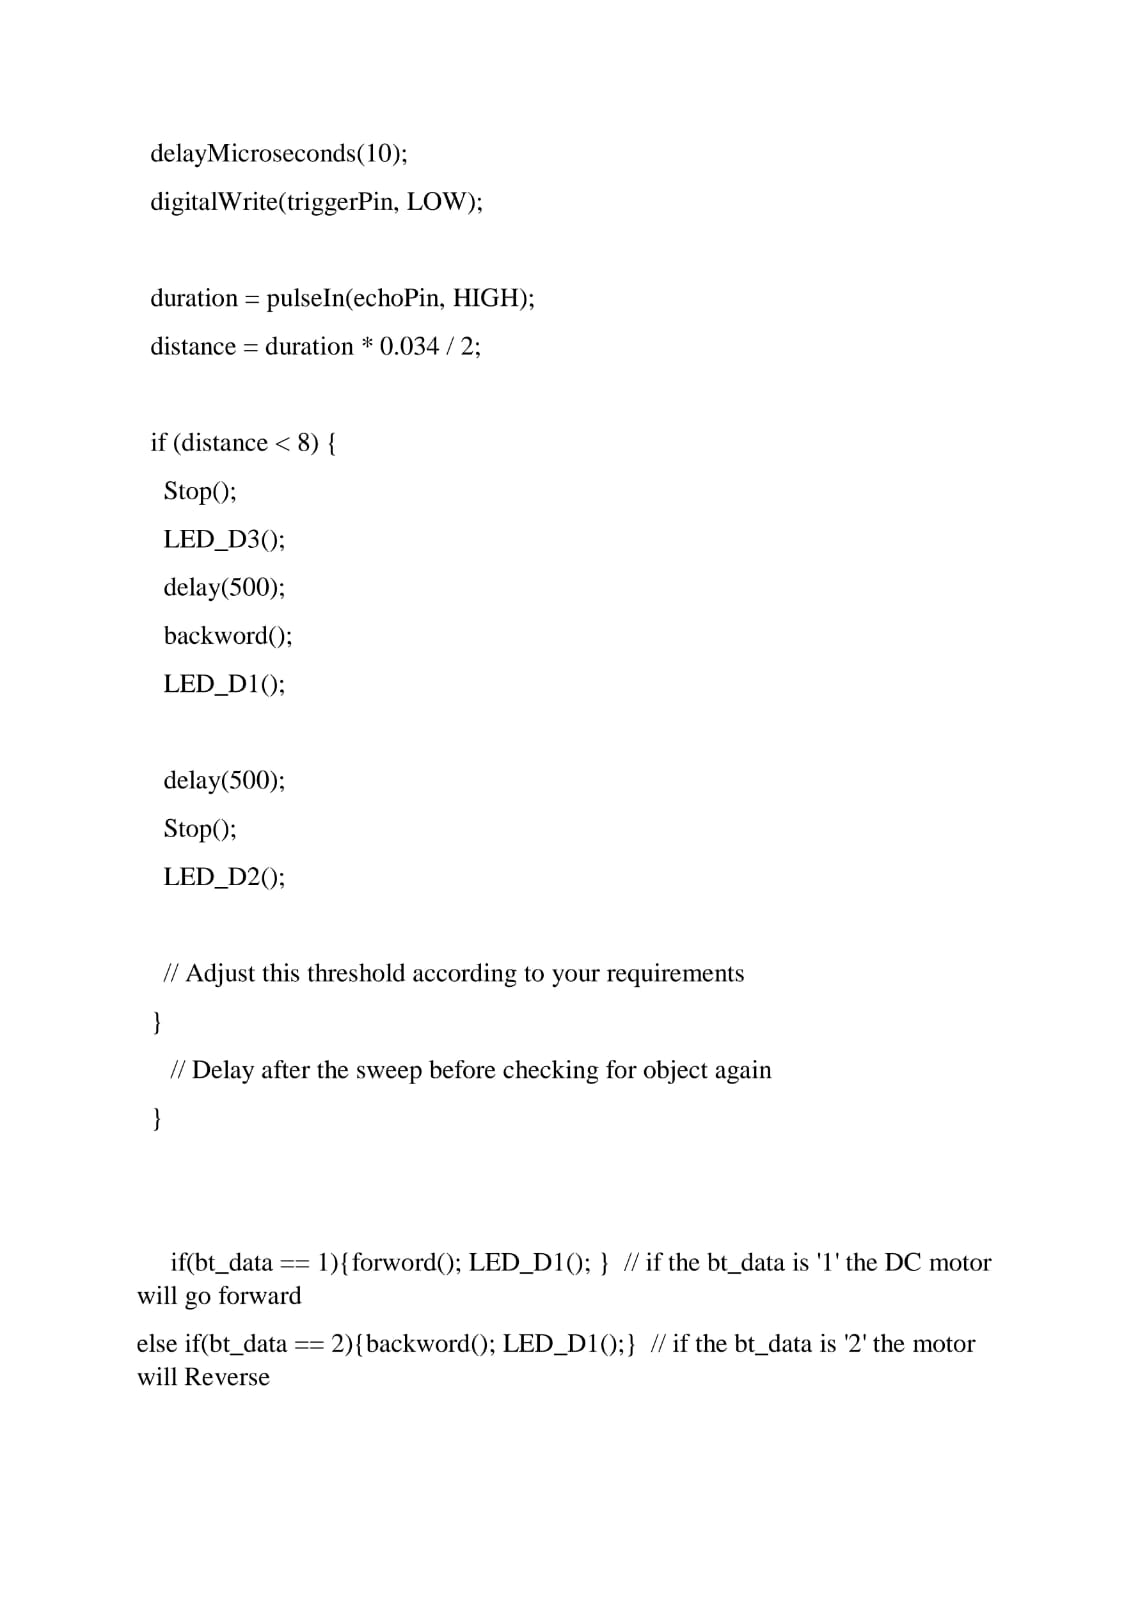 delayMicroseconds(10);
digitalWrite(triggerPin, LOW);
duration = pulseIn(echoPin, HIGH);
distance = duration * 0.034 / 2;
if (distance < 8) {
Stop();
LED_D3();
delay(500);
backword();
LED_D1();
delay(500);
Stop();
LED_D2();
// Adjust this threshold according to your requirements
}
// Delay after the sweep before checking for object again
}
if(bt_data == 1){forword(); LED_D1(); }  // if the bt_data is '1' the DC motor
will go forward
else if(bt_data == 2){backword(); LED_D1();}  // if the bt_data is '2' the motor
will Reverse